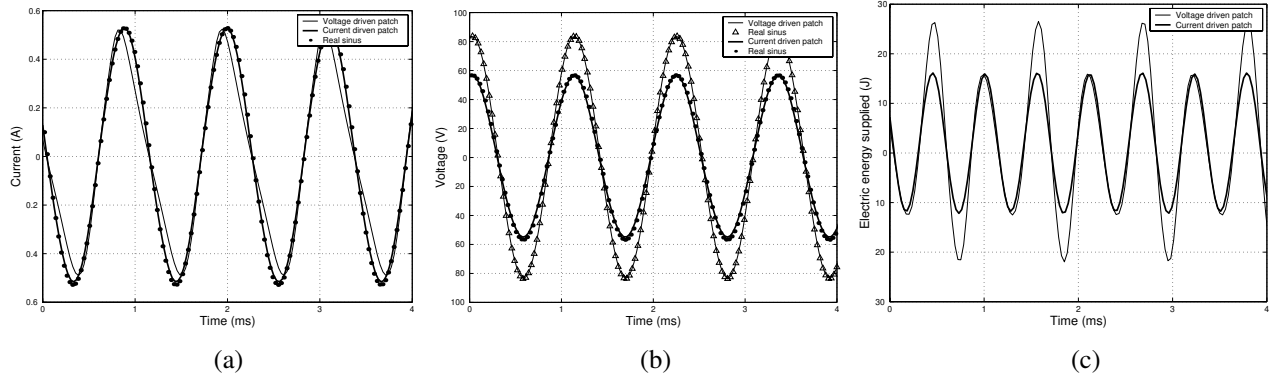 Current (A)
0.6
0.4
0.2
0
0.2
0.4
0.6
0
1
2
3
4
Time (ms)
Voltage driven patch
Current driven patch
Real sinus
(a)
Voltage (V)
100
80
60
40
20
0
20
40
60
80
100
0
1
2
3
4
Time (ms)
Voltage driven patch
Real sinus
Current driven patch
Real sinus
(b)
Electric energy supplied (J)
30
20
10
0
10
20
30
0
1
2
3
4
Time (ms)
Voltage driven patch
Current driven patch
(c)